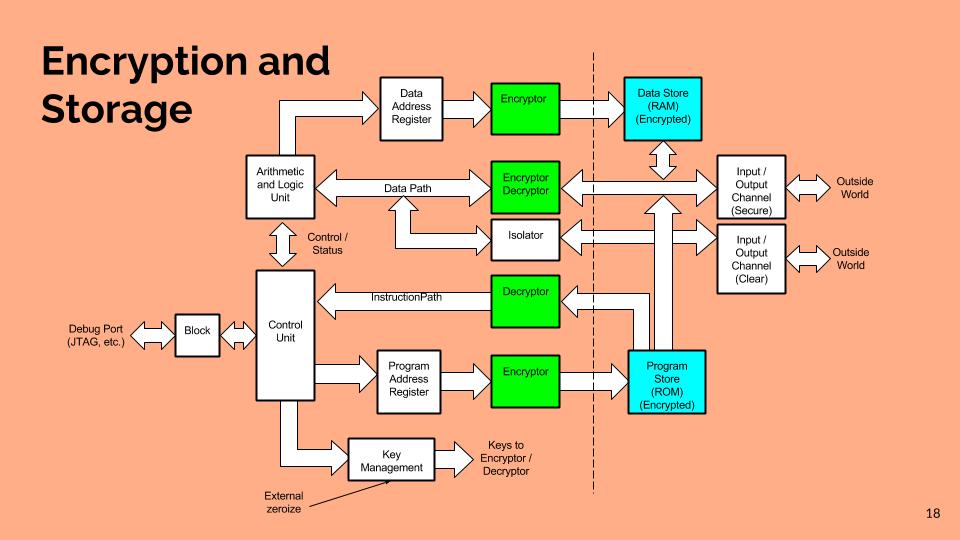 Encryption and
Storage
Data
Address
Register
Encryptor
Data Store
(RAM)
(Encrypted)
Arithmetic
and Logic
Unit
Data Path
Encryptor
Decryptor
Input /
Output
Channel
(Secure)
Outside
World
Control /
Status
Isolator
Input /
Output
Channel
(Clear)
Outside
World
InstructionPath
Decryptor
Debug Port
(JTAG, etc.)
Block
Control
Unit
Program
Address
Register
Encryptor
Program
Store
(ROM)
(Encrypted)
Key
Management
Keys to
Encryptor /
Decryptor
External
zeroize
18